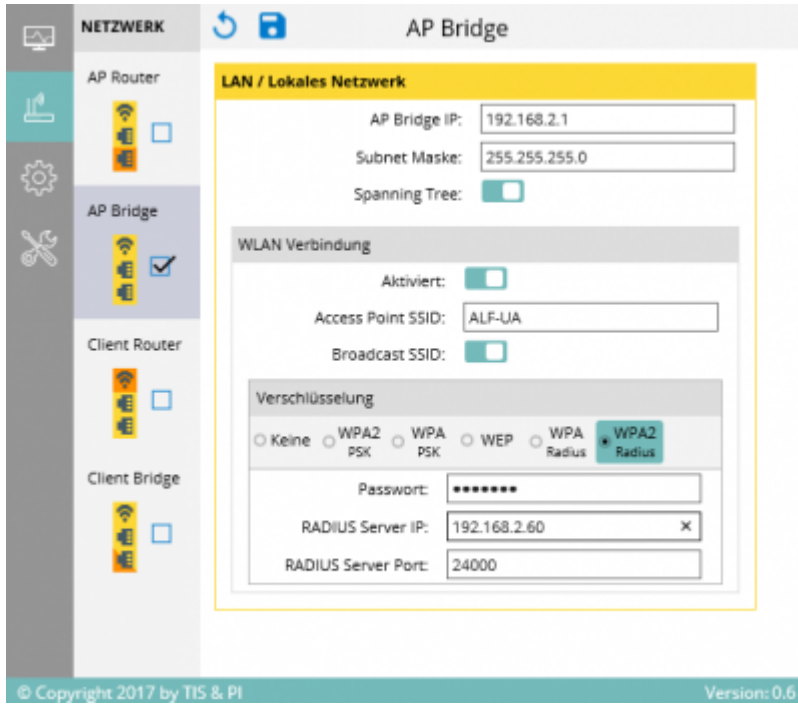 NETZWERK
AP Bridge
AP Router
AP Bridge
Client Router
Client Bridge
LAN / Lokales Netzwerk
AP Bridge IP: 192.168.2.1
Subnet Maske: 255.255.255.0
Spanning Tree:
WLAN Verbindung
Aktiviert:
Access Point SSID: ALF-UA
Broadcast SSID:
Verschlüsselung
Keine WPA2 PSK WPA PSK WEP WPA Radius WPA2 Radius
Passwort: •••••••
RADIUS Server IP: 192.168.2.60 ×
RADIUS Server Port: 24000
© Copyright 2017 by TIS & PI Version: 0.6